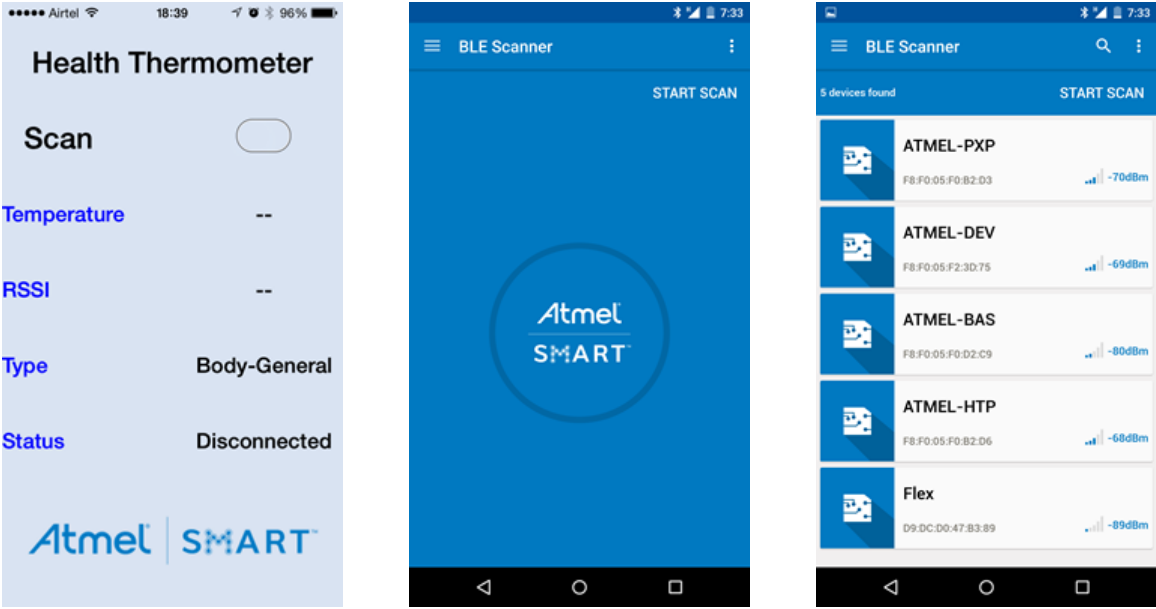 Airtel 18:39 96%
Health Thermometer
Scan
Temperature --
RSSI --
Type Body-General
Status Disconnected
Atmel SMART™
7:33
BLE Scanner
START SCAN
Atmel
SMART™
7:33
BLE Scanner
5 devices found START SCAN
ATMEL-PXP
F8:F0:05:F0:B2:D3 -70dBm
ATMEL-DEV
F8:F0:05:F2:3D:75 -69dBm
ATMEL-BAS
F8:F0:05:F0:D2:C9 -80dBm
ATMEL-HTP
F8:F0:05:F0:B2:D6 -68dBm
Flex
D9:DC:D0:47:B3:89 -89dBm